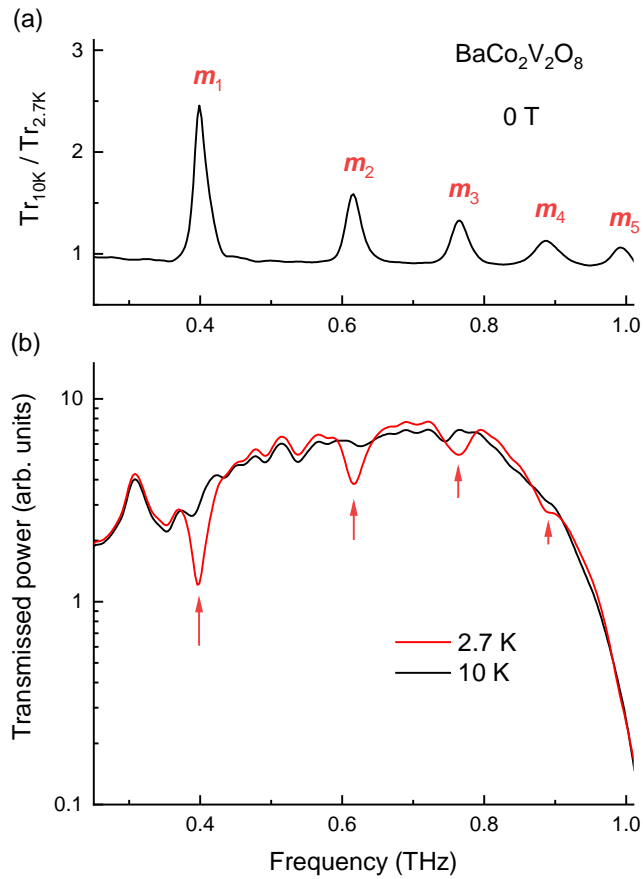 (a)
BaCo₂V₂O₈
0 T
m₁
m₂
m₃
m₄
m₅
Tr₁₀K / Tr₂.₇K
3
2
1
0.4
0.6
0.8
1.0
(b)
Transmissed power (arb. units)
10
1
0.1
2.7 K
10 K
0.4
0.6
0.8
1.0
Frequency (THz)